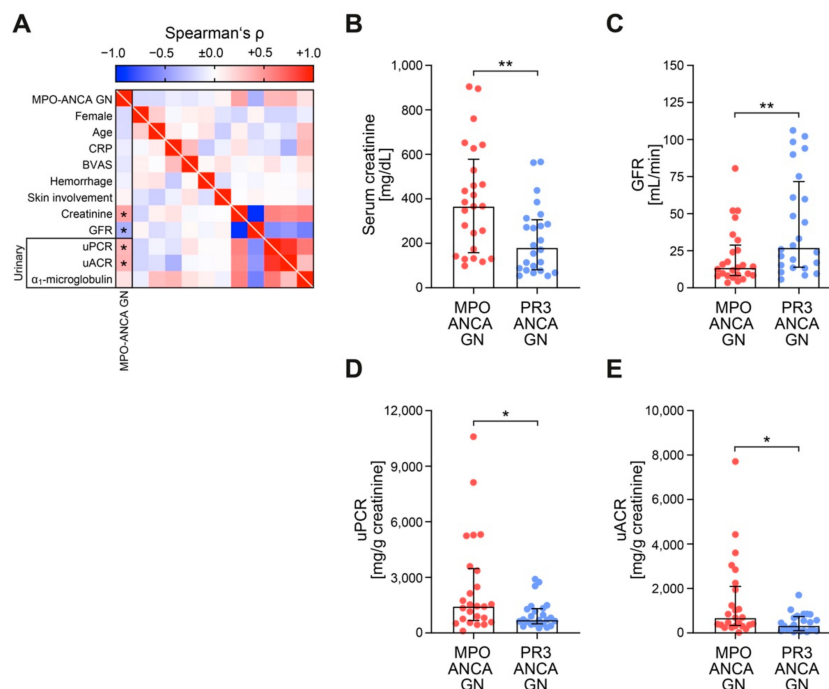 A
Spearman‘s ρ
−1.0 −0.5 ±0.0 +0.5 +1.0
MPO-ANCA GN
Female
Age
CRP
BVAS
Hemorrhage
Skin involvement
Creatinine *
GFR *
Urinary
uPCR *
uACR *
α1-microglobulin
MPO-ANCA GN
B
Serum creatinine
[mg/dL]
1,000
800
600
400
200
0
**
MPO PR3
ANCA ANCA
GN GN
C
GFR
[mL/min]
150
125
100
75
50
25
0
**
MPO PR3
ANCA ANCA
GN GN
D
uPCR
[mg/g creatinine]
12,000
9,000
6,000
3,000
0
*
MPO PR3
ANCA ANCA
GN GN
E
uACR
[mg/g creatinine]
10,000
8,000
6,000
4,000
2,000
0
*
MPO PR3
ANCA ANCA
GN GN